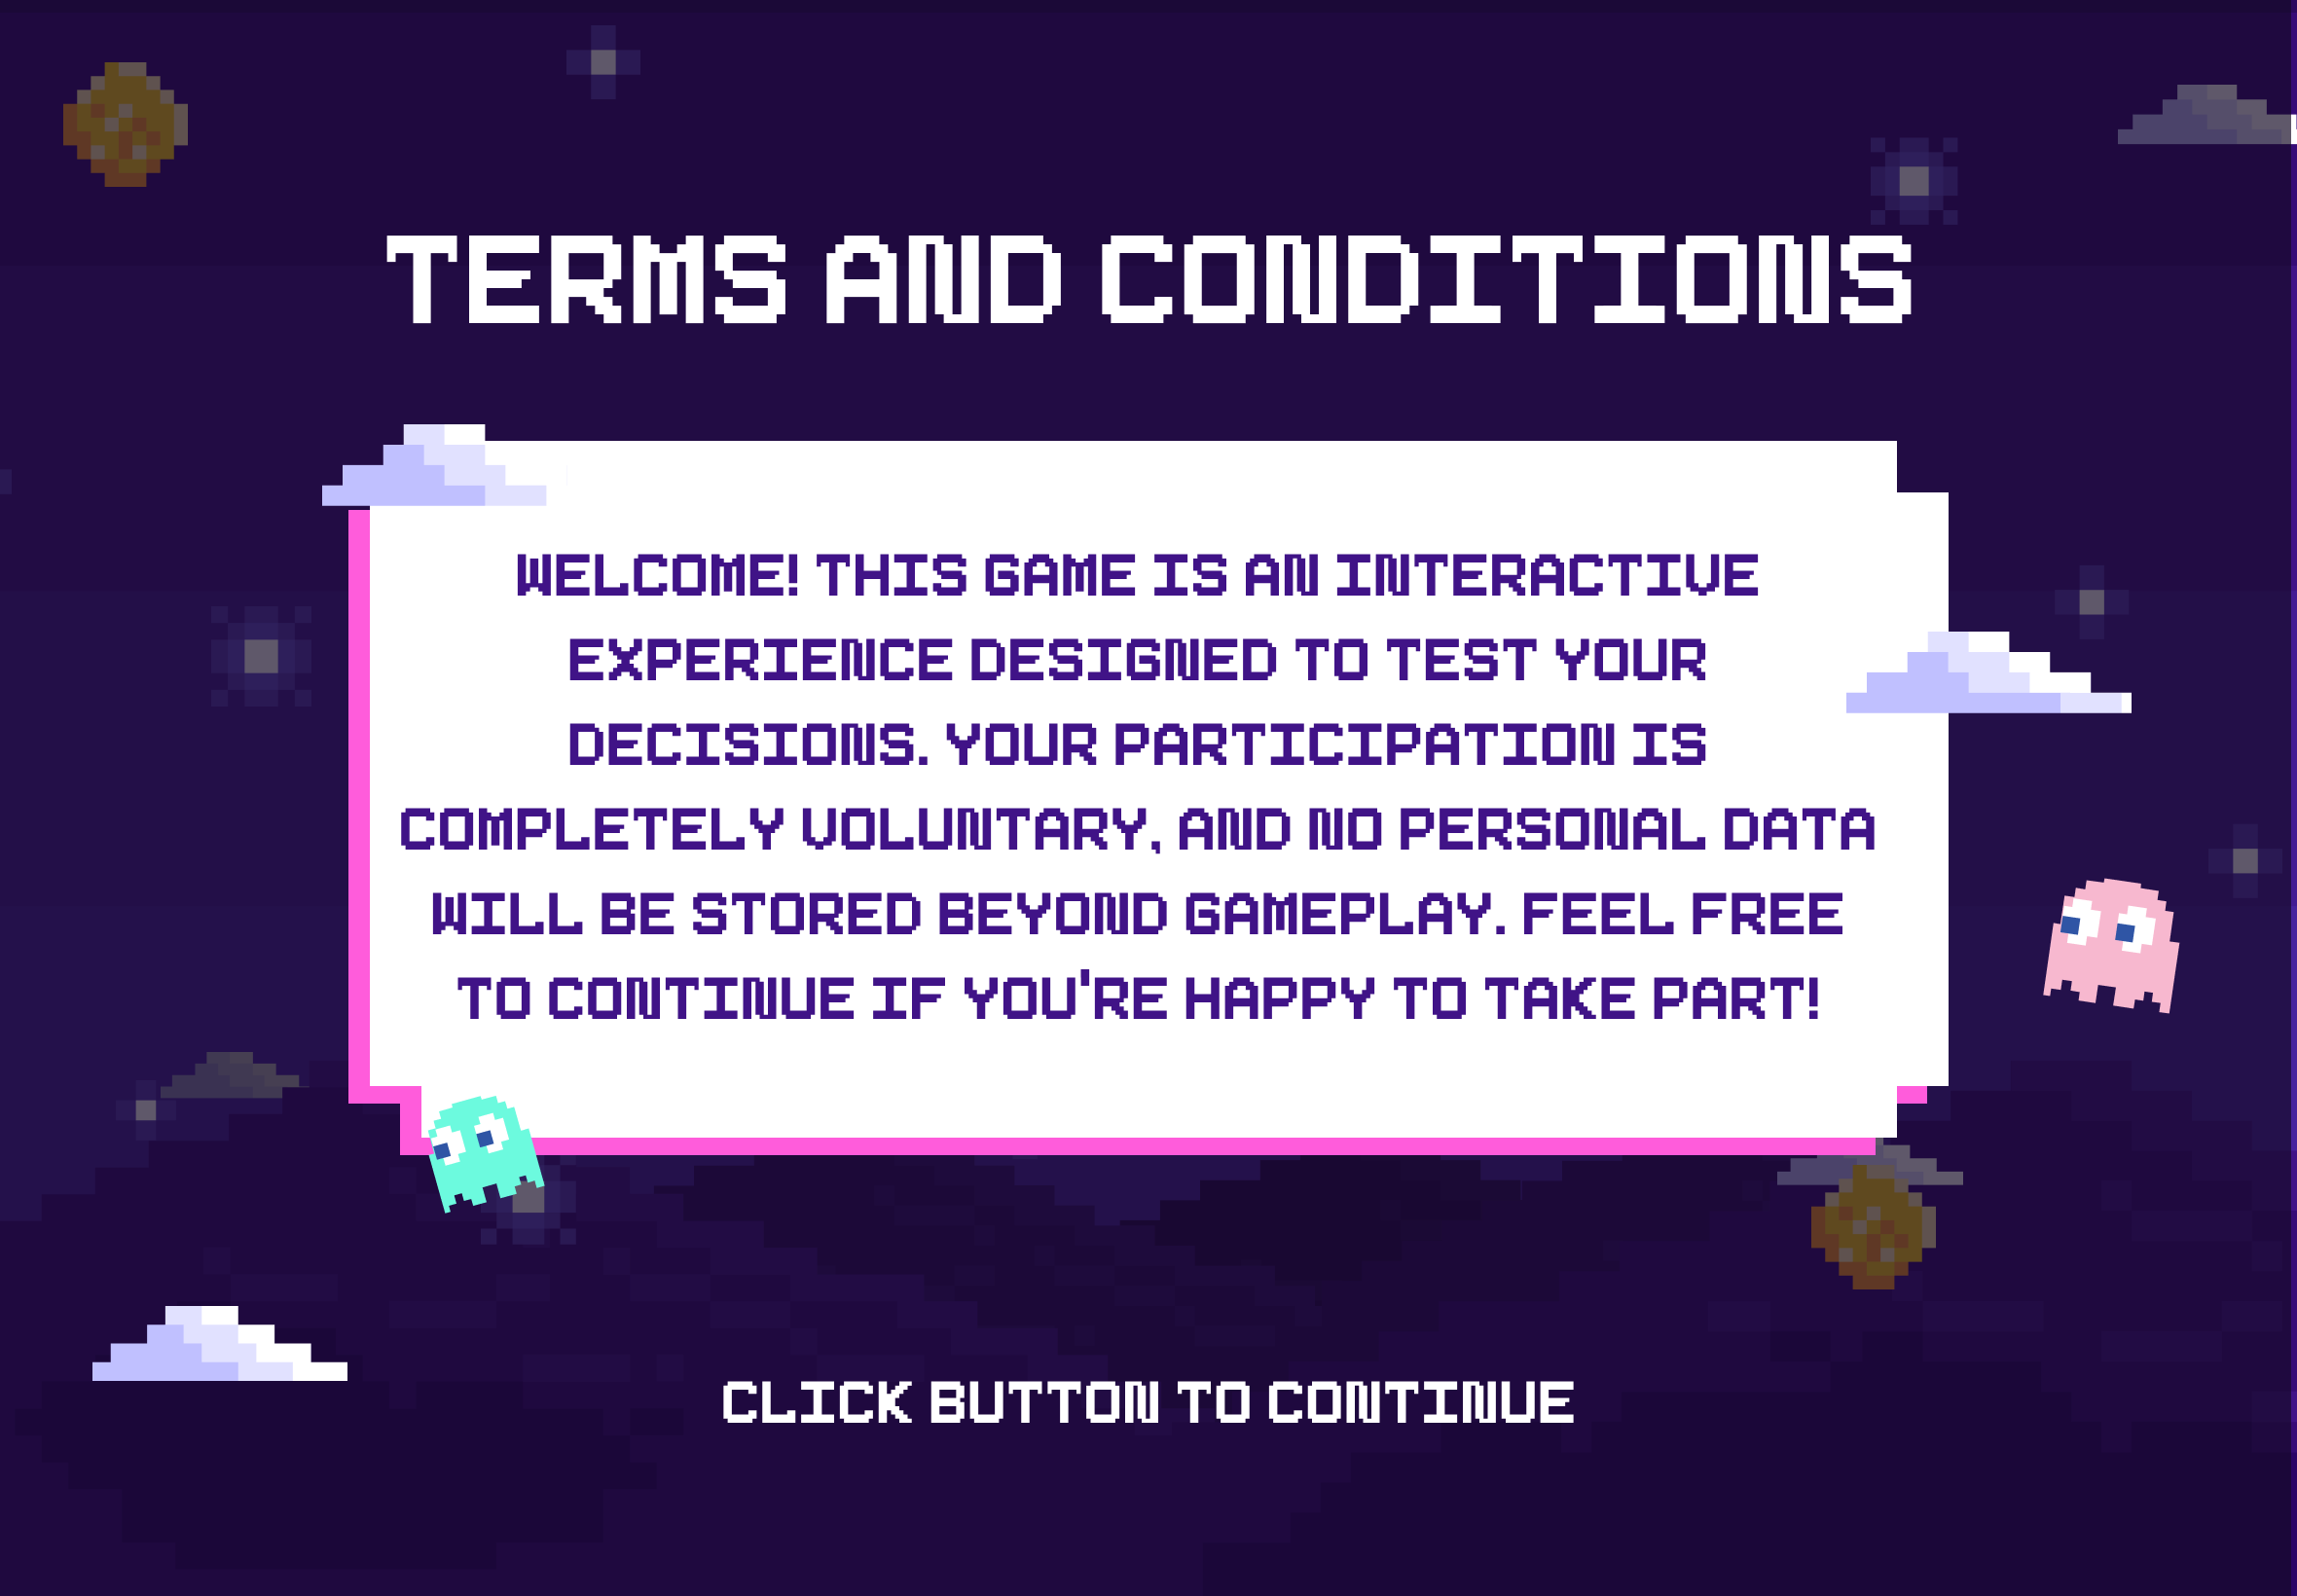 TERMS AND CONDITIONS
WELCOME! THIS GAME IS AN INTERACTIVE
EXPERIENCE DESIGNED TO TEST YOUR
DECISIONS. YOUR PARTICIPATION IS
COMPLETELY VOLUNTARY, AND NO PERSONAL DATA
WILL BE STORED BEYOND GAMEPLAY. FEEL FREE
TO CONTINUE IF YOU'RE HAPPY TO TAKE PART!
CLICK BUTTON TO CONTINUE